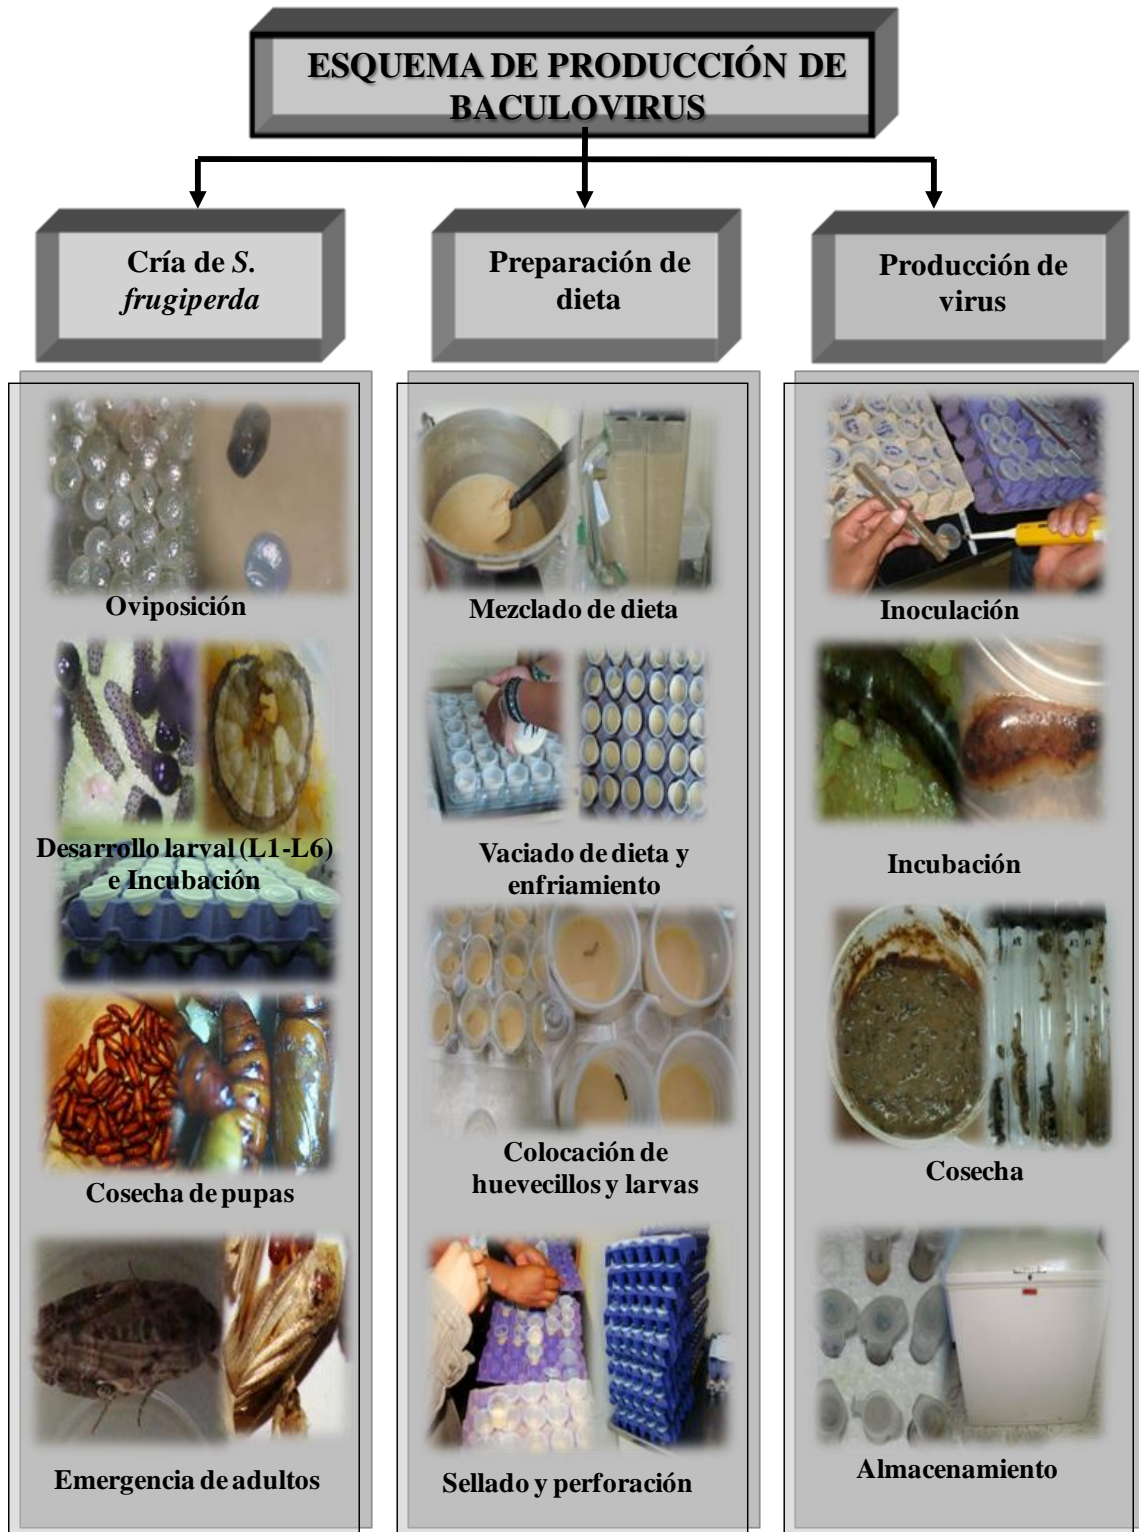 ESQUEMA DE PRODUCCIÓN DE
BACULOVIRUS
Cría de S.
frugiperda
Oviposición
Desarrollo larval (L1-L6)
e Incubación
Cosecha de pupas
Emergencia de adultos
Preparación de
dieta
Mezclado de dieta
Vaciado de dieta y
enfriamiento
Colocación de
huevecillos y larvas
Sellado y perforación
Producción de
virus
Inoculación
Incubación
Cosecha
Almacenamiento